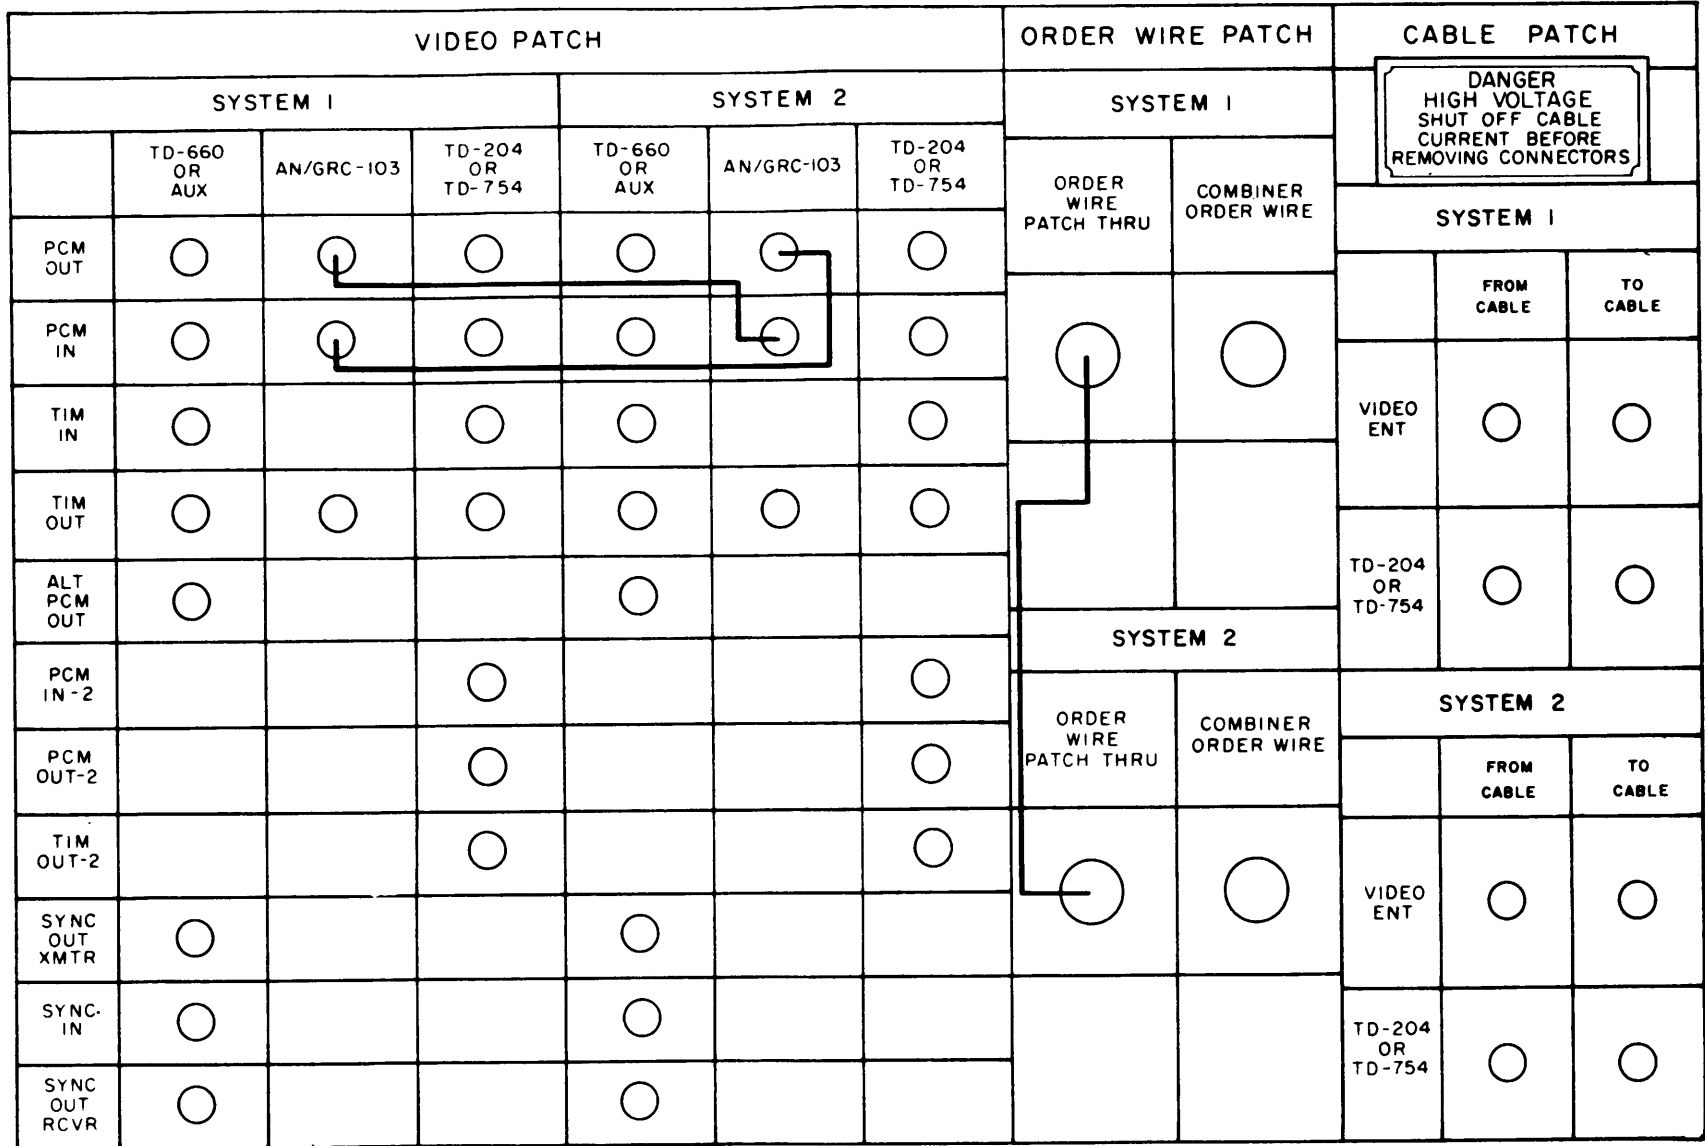 VIDEO PATCH
ORDER WIRE PATCH
CABLE PATCH
DANGER
HIGH VOLTAGE
SHUT OFF CABLE
CURRENT BEFORE
REMOVING CONNECTORS
SYSTEM 1
SYSTEM 2
SYSTEM 1
TD-660
OR
AUX
AN/GRC-103
TD-204
OR
TD-754
TD-660
OR
AUX
AN/GRC-103
TD-204
OR
TD-754
ORDER
WIRE
PATCH THRU
COMBINER
ORDER WIRE
SYSTEM 1
FROM
CABLE
TO
CABLE
PCM
OUT
PCM
IN
TIM
IN
TIM
OUT
ALT
PCM
OUT
PCM
IN-2
PCM
OUT-2
TIM
OUT-2
SYNC
OUT
XMTR
SYNC.
IN
SYNC
OUT
RCVR
SYSTEM 2
ORDER
WIRE
PATCH THRU
COMBINER
ORDER WIRE
VIDEO
ENT
TD-204
OR
TD-754
SYSTEM 2
FROM
CABLE
TO
CABLE
VIDEO
ENT
TD-204
OR
TD-754